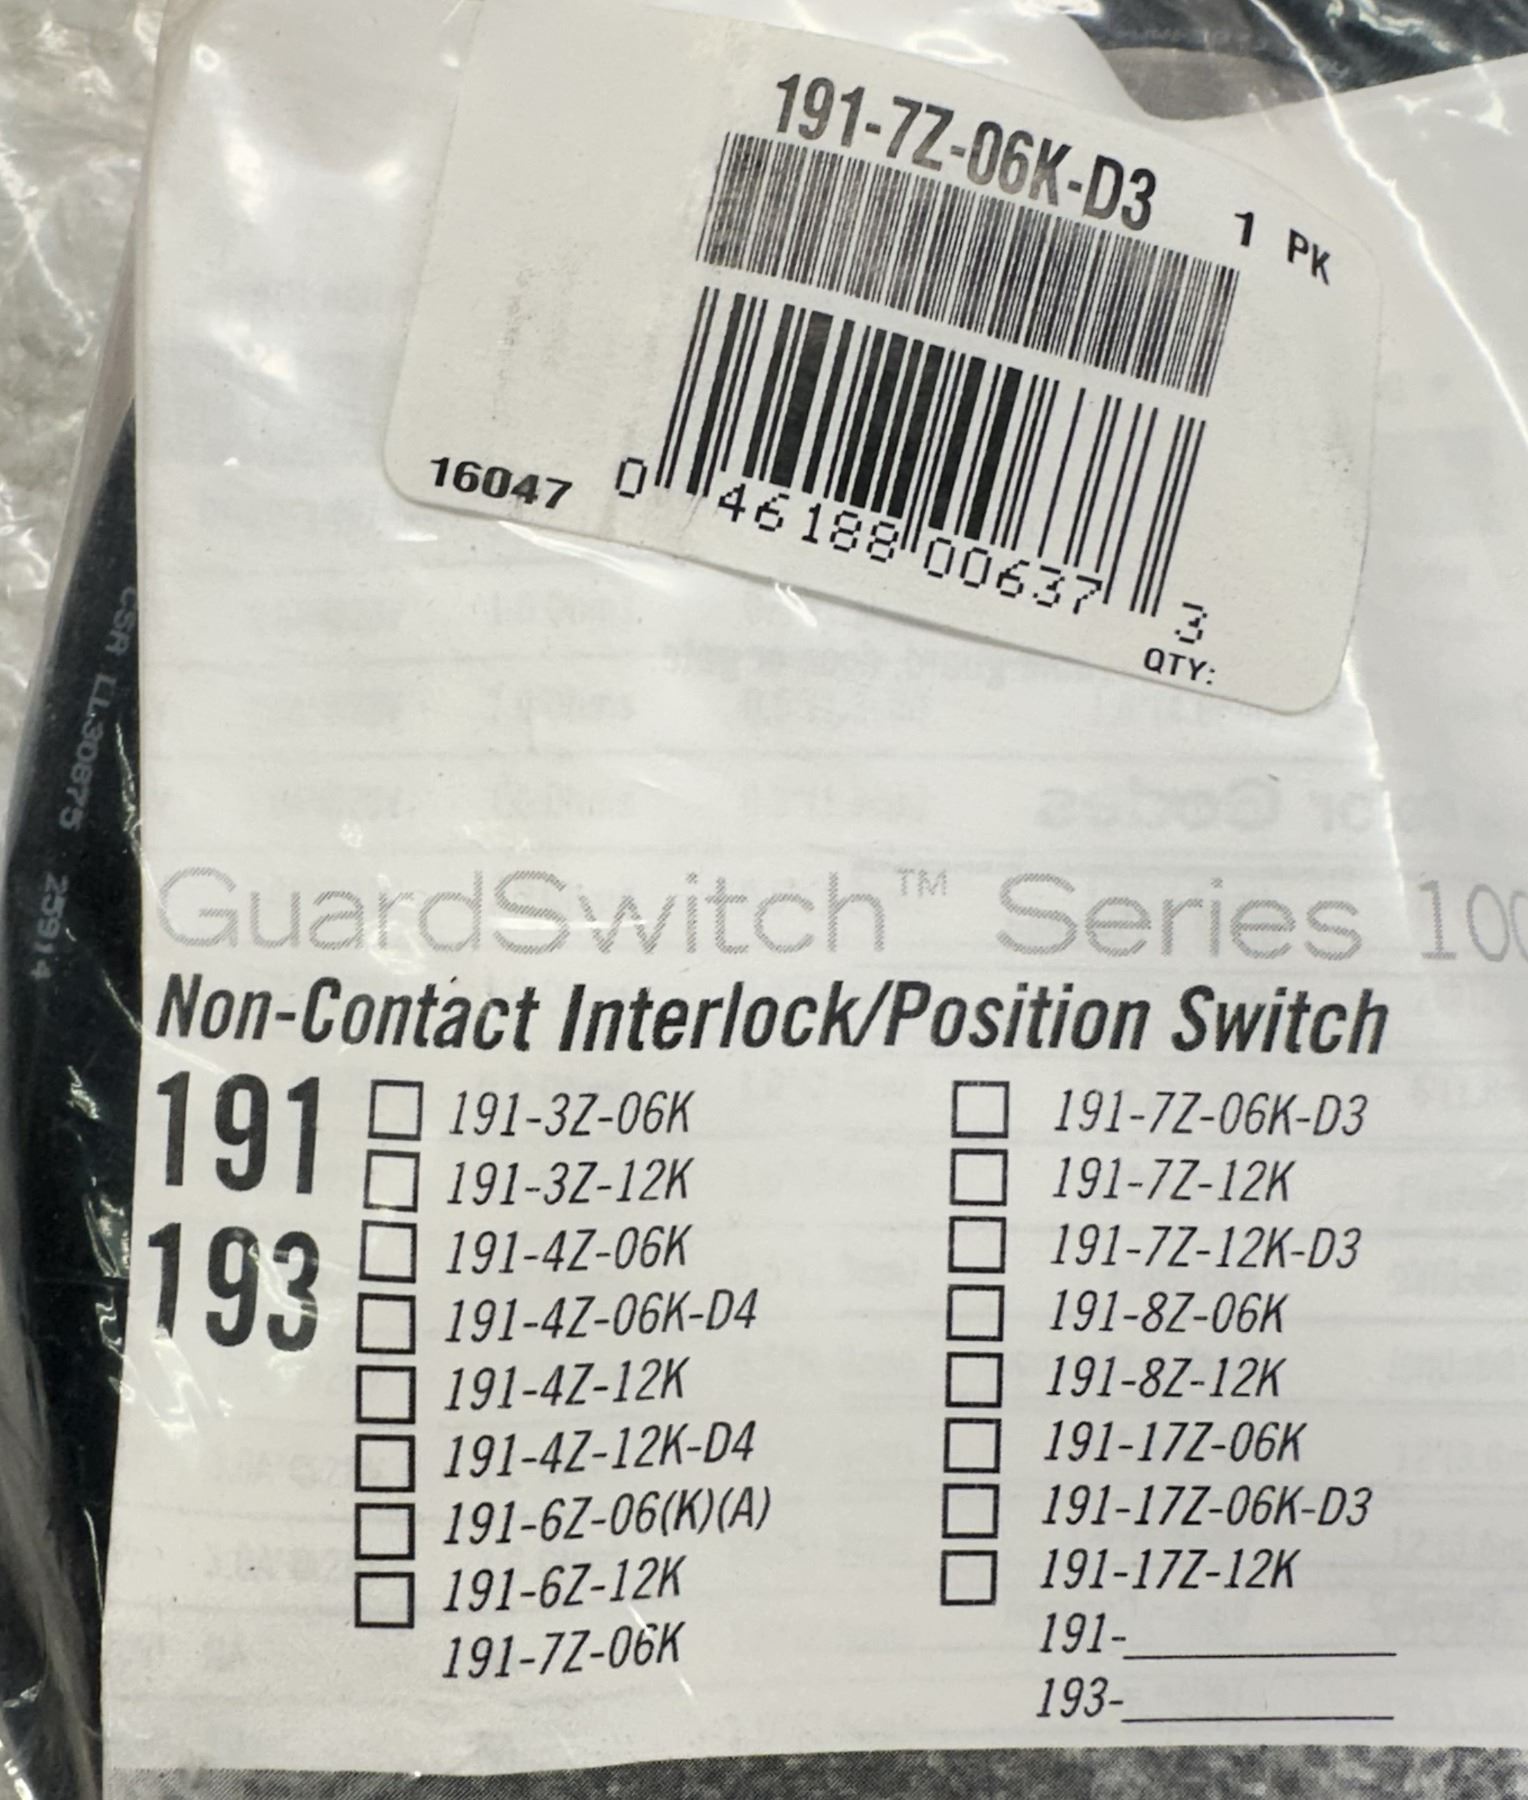 191-7Z-06K-D3
1 PK
16047
0 46188 00637 3
QTY:
CSA LL30875 25914
GuardSwitch™ Series 100
Non-Contact Interlock/Position Switch
191
193
191-3Z-06K
191-3Z-12K
191-4Z-06K
191-4Z-06K-D4
191-4Z-12K
191-4Z-12K-D4
191-6Z-06(K)(A)
191-6Z-12K
191-7Z-06K
191-7Z-06K-D3
191-7Z-12K
191-7Z-12K-D3
191-8Z-06K
191-8Z-12K
191-17Z-06K
191-17Z-06K-D3
191-17Z-12K
191-
193-